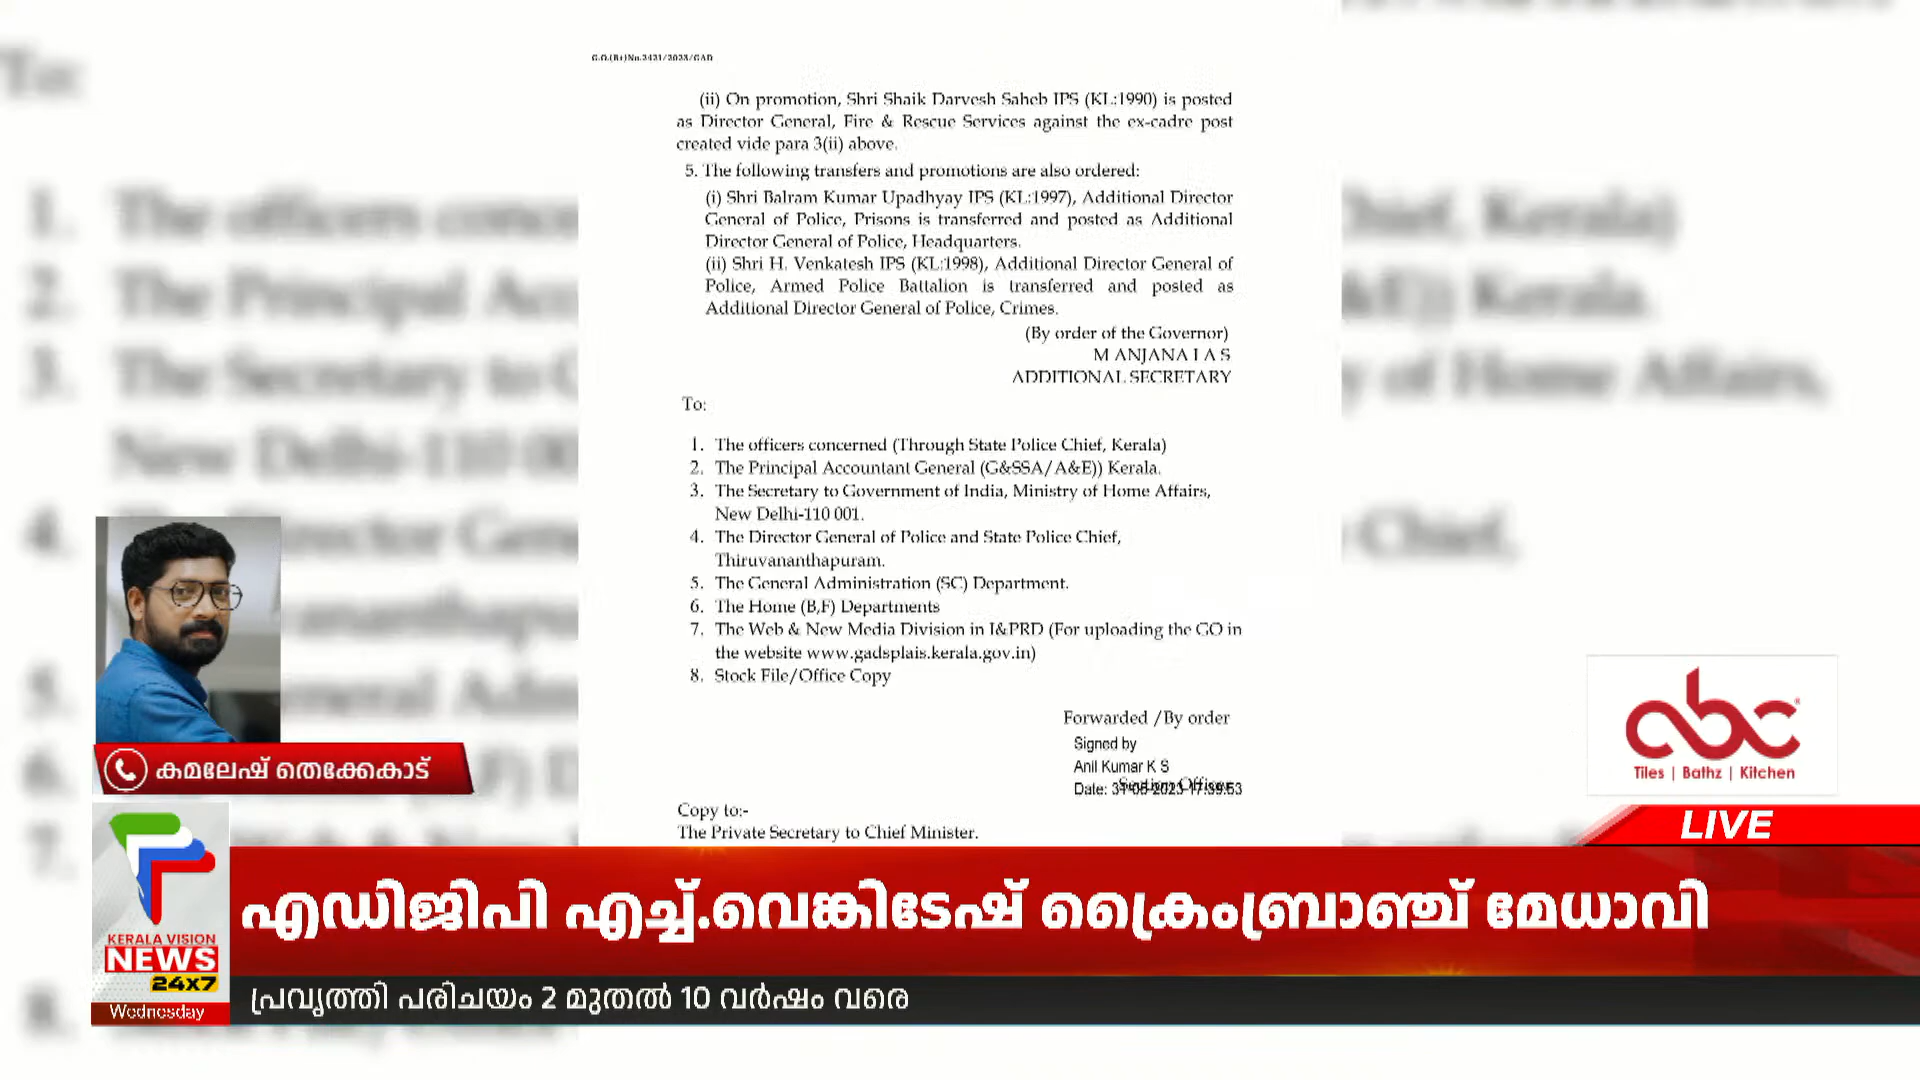 G.O.(Rt)No.2421/2023/GAD
(ii) On promotion, Shri Shaik Darvesh Saheb IPS (KL:1990) is posted
as Director General, Fire & Rescue Services against the ex-cadre post
created vide para 3(ii) above.
5. The following transfers and promotions are also ordered:
(i) Shri Balram Kumar Upadhyay IPS (KL:1997), Additional Director
General of Police, Prisons is transferred and posted as Additional
Director General of Police, Headquarters.
(ii) Shri H. Venkatesh IPS (KL:1998), Additional Director General of
Police, Armed Police Battalion is transferred and posted as
Additional Director General of Police, Crimes.
(By order of the Governor)
M ANJANA I A S
ADDITIONAL SECRETARY
To:
1. The officers concerned (Through State Police Chief, Kerala)
2. The Principal Accountant General (G&SSA/A&E)) Kerala.
3. The Secretary to Government of India, Ministry of Home Affairs,
New Delhi-110 001.
4. The Director General of Police and State Police Chief,
Thiruvananthapuram.
5. The General Administration (SC) Department.
6. The Home (B,F) Departments
7. The Web & New Media Division in I&PRD (For uploading the GO in
the website www.gadsplais.kerala.gov.in)
8. Stock File/Office Copy
Forwarded /By order
Signed by
Anil Kumar K S
Section Officer
Date: 31-05-2023 17:39:53
Copy to:-
The Private Secretary to Chief Minister.
കമലേഷ് തെക്കേകാട്
abc
Tiles | Bathz | Kitchen
LIVE
എഡിജിപി എച്ച്.വെങ്കിടേഷ് ക്രൈംബ്രാഞ്ച് മേധാവി
KERALA VISION
NEWS
24x7
Wednesday
പ്രവൃത്തി പരിചയം 2 മുതൽ 10 വർഷം വരെ